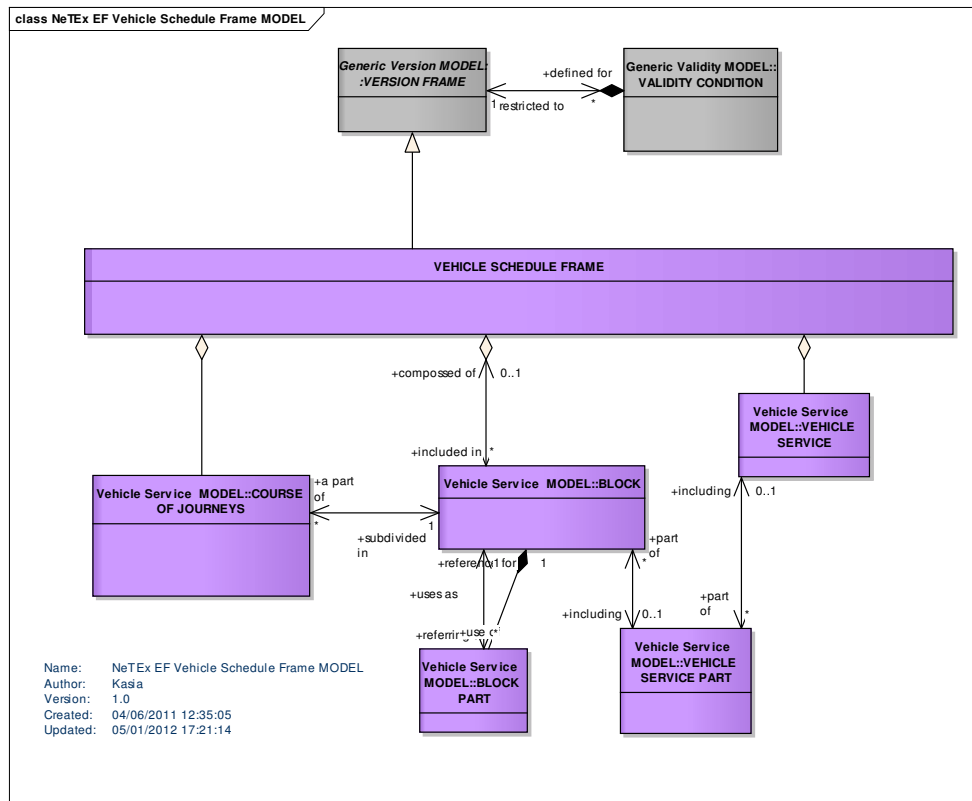 class NeTEx EF Vehicle Schedule Frame MODEL
Generic Version MODEL:
:VERSION FRAME
Generic Validity MODEL::
VALIDITY CONDITION
+defined for
1
restricted to
*
VEHICLE SCHEDULE FRAME
+compossed of
0..1
+included in
*
Vehicle Service
MODEL::VEHICLE
SERVICE
Vehicle Service MODEL::COURSE
OF JOURNEYS
+a part
of
*
Vehicle Service MODEL::BLOCK
+subdivided
in
1
+including
0..1
+part
of
*
+including
0..1
+part
of
*
1
1
+uses as
for
*
Vehicle Service
MODEL::BLOCK
PART
Vehicle Service
MODEL::VEHICLE
SERVICE PART
Name: NeTEx EF Vehicle Schedule Frame MODEL
Author: Kasia
Version: 1.0
Created: 04/06/2011 12:35:05
Updated: 05/01/2012 17:21:14